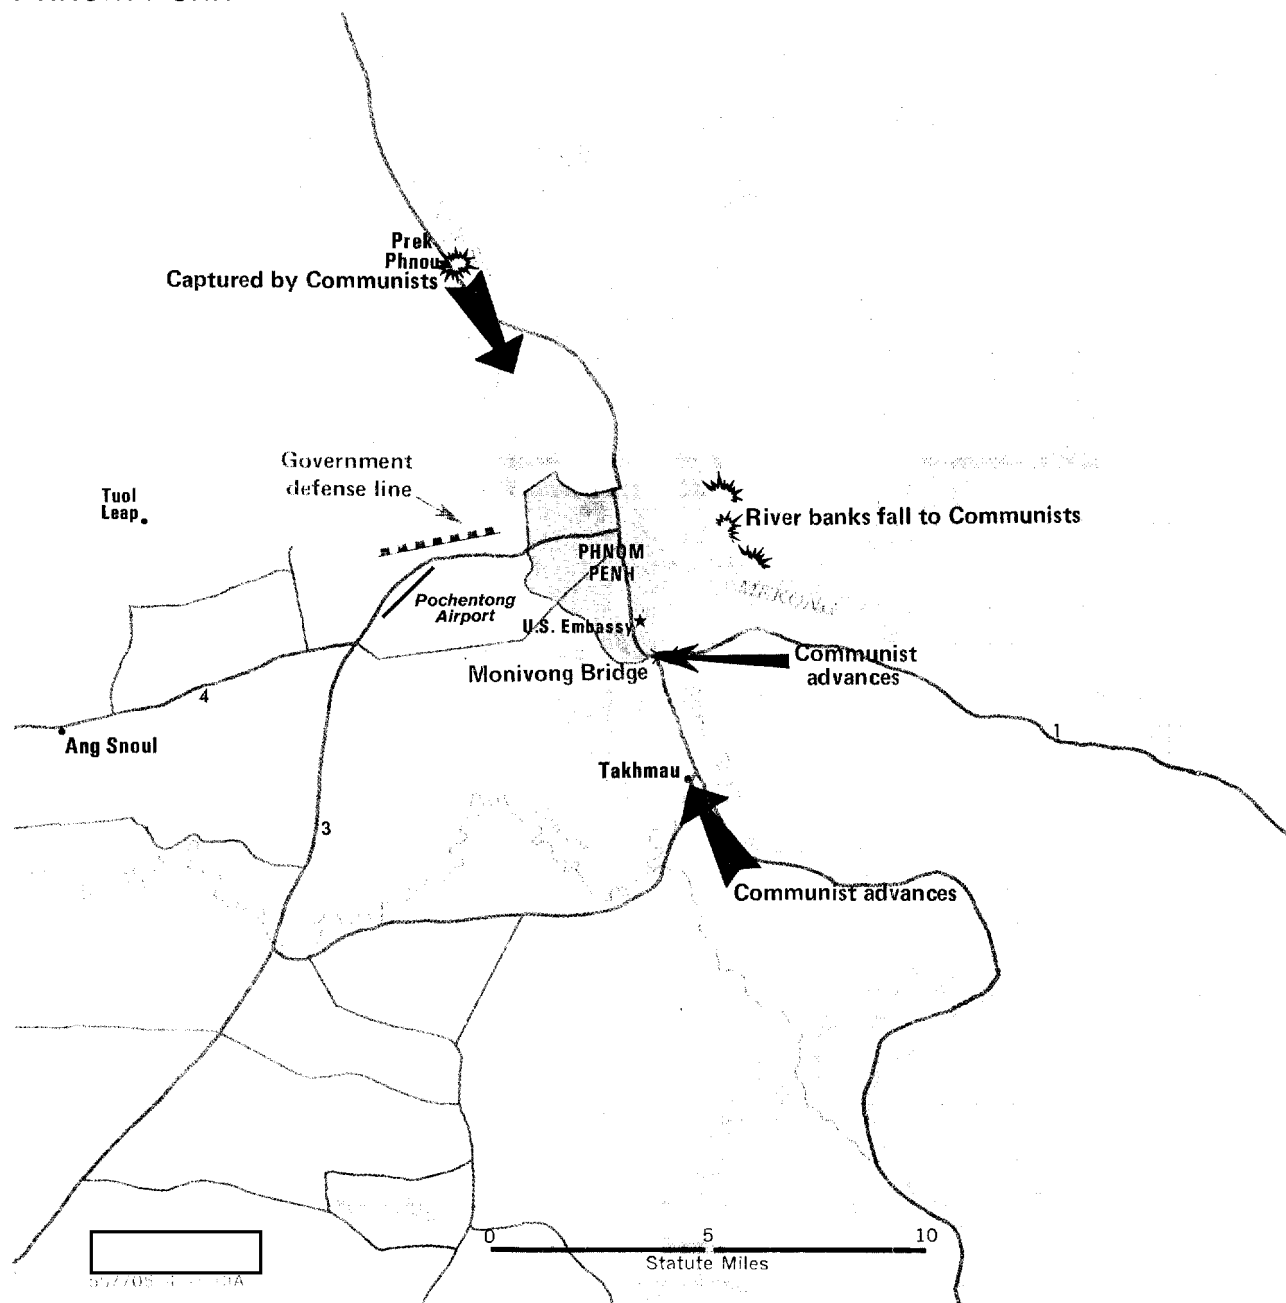 Prek
Phnou
Captured by Communists
Government
defense line
Tuol
Leap
River banks fall to Communists
PHNOM
PENH
MEKONG
Pochentong
Airport
U.S. Embassy
Communist
advances
Monivong Bridge
4
1
Ang Snoul
Takhmau
3
Communist advances
0 5 10
Statute Miles